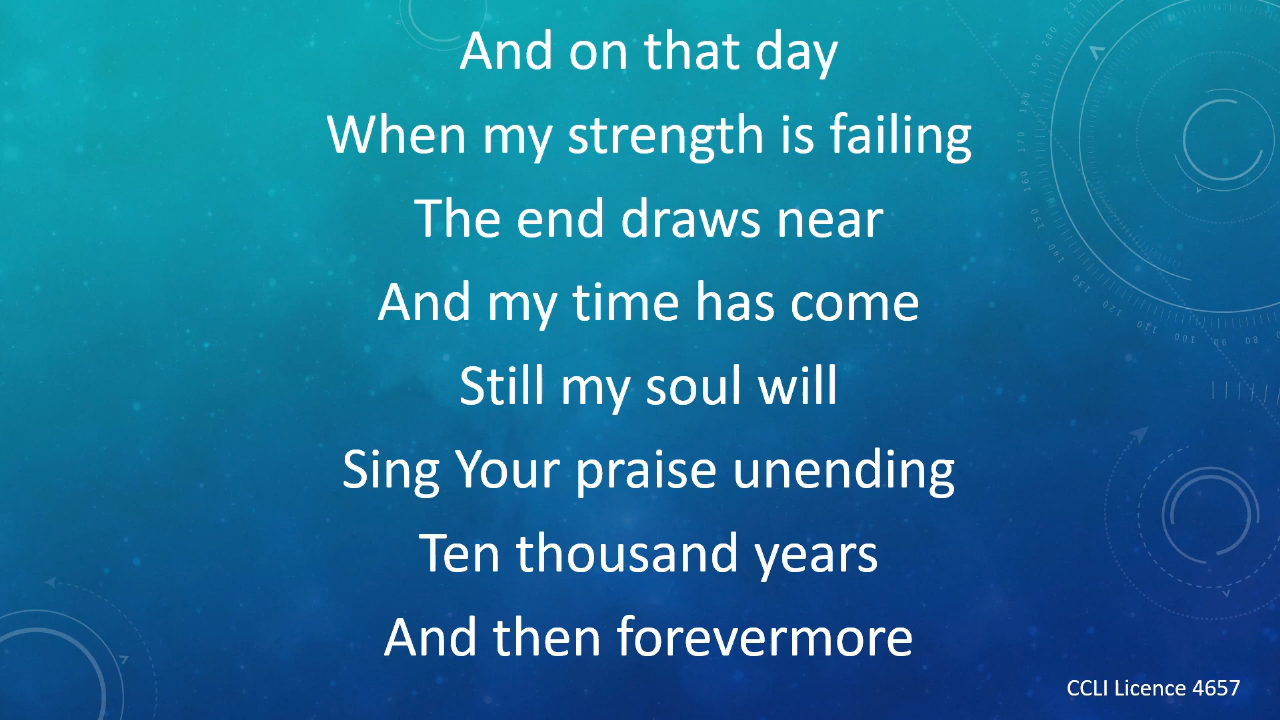 And on that day
When my strength is failing
The end draws near
And my time has come
Still my soul will
Sing Your praise unending
Ten thousand years
And then forevermore
CCLI Licence 4657